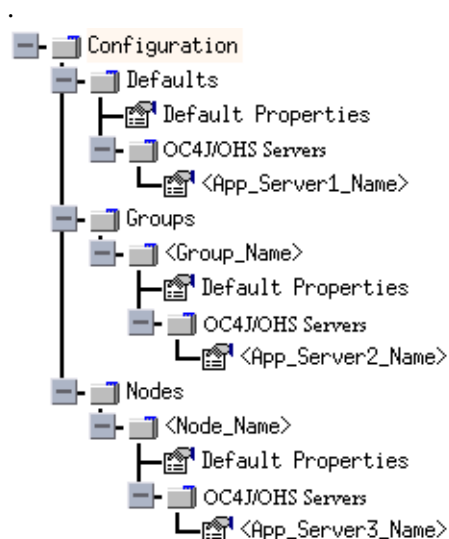 .
Configuration
Defaults
Default Properties
OC4J/OHS Servers
<App_Server1_Name>
Groups
<Group_Name>
Default Properties
OC4J/OHS Servers
<App_Server2_Name>
Nodes
<Node_Name>
Default Properties
OC4J/OHS Servers
<App_Server3_Name>